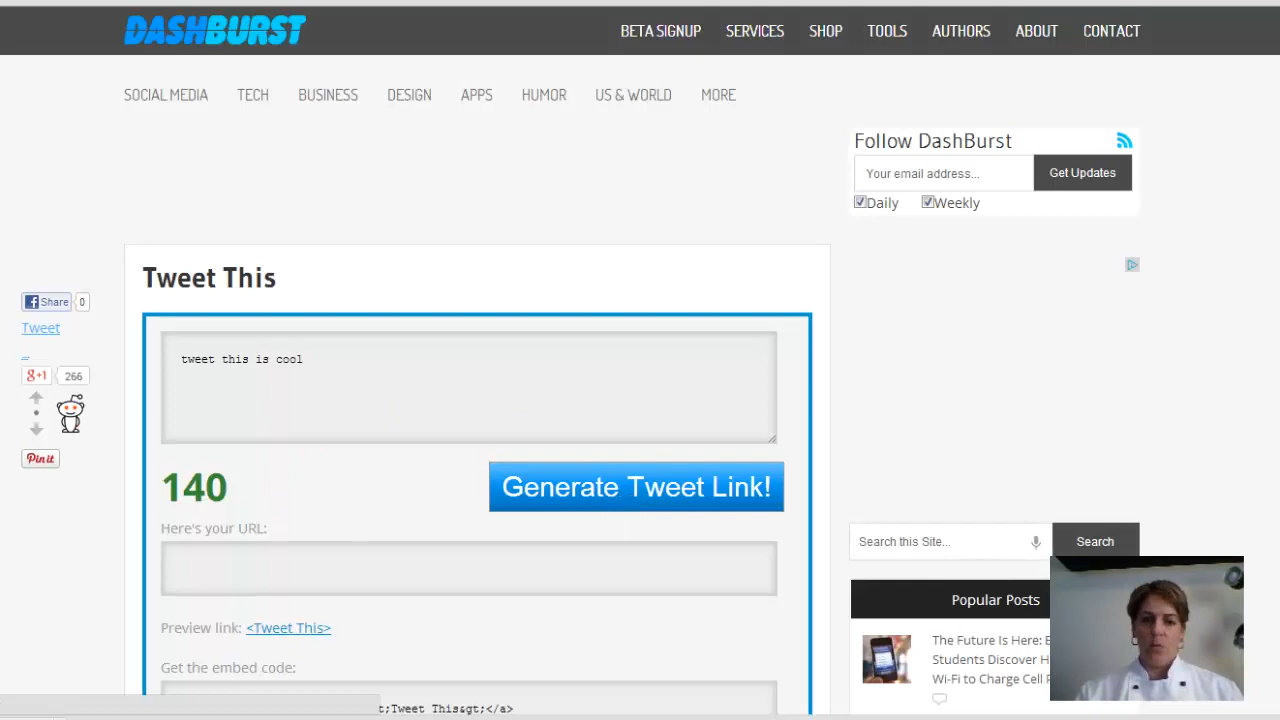 DASHBURST
BETA SIGNUP SERVICES SHOP TOOLS AUTHORS ABOUT CONTACT
SOCIAL MEDIA TECH BUSINESS DESIGN APPS HUMOR US & WORLD MORE
Follow DashBurst
Your email address... Get Updates
Daily Weekly
Tweet This
Share 0
Tweet
g+1 266
Pin it
tweet this is cool
140 Generate Tweet Link!
Here's your URL:
Preview link: <Tweet This>
Get the embed code:
t;Tweet This&gt;</a>
Search this Site... Search
Popular Posts
The Future Is Here:
Students Discover H
Wi-Fi to Charge Cell